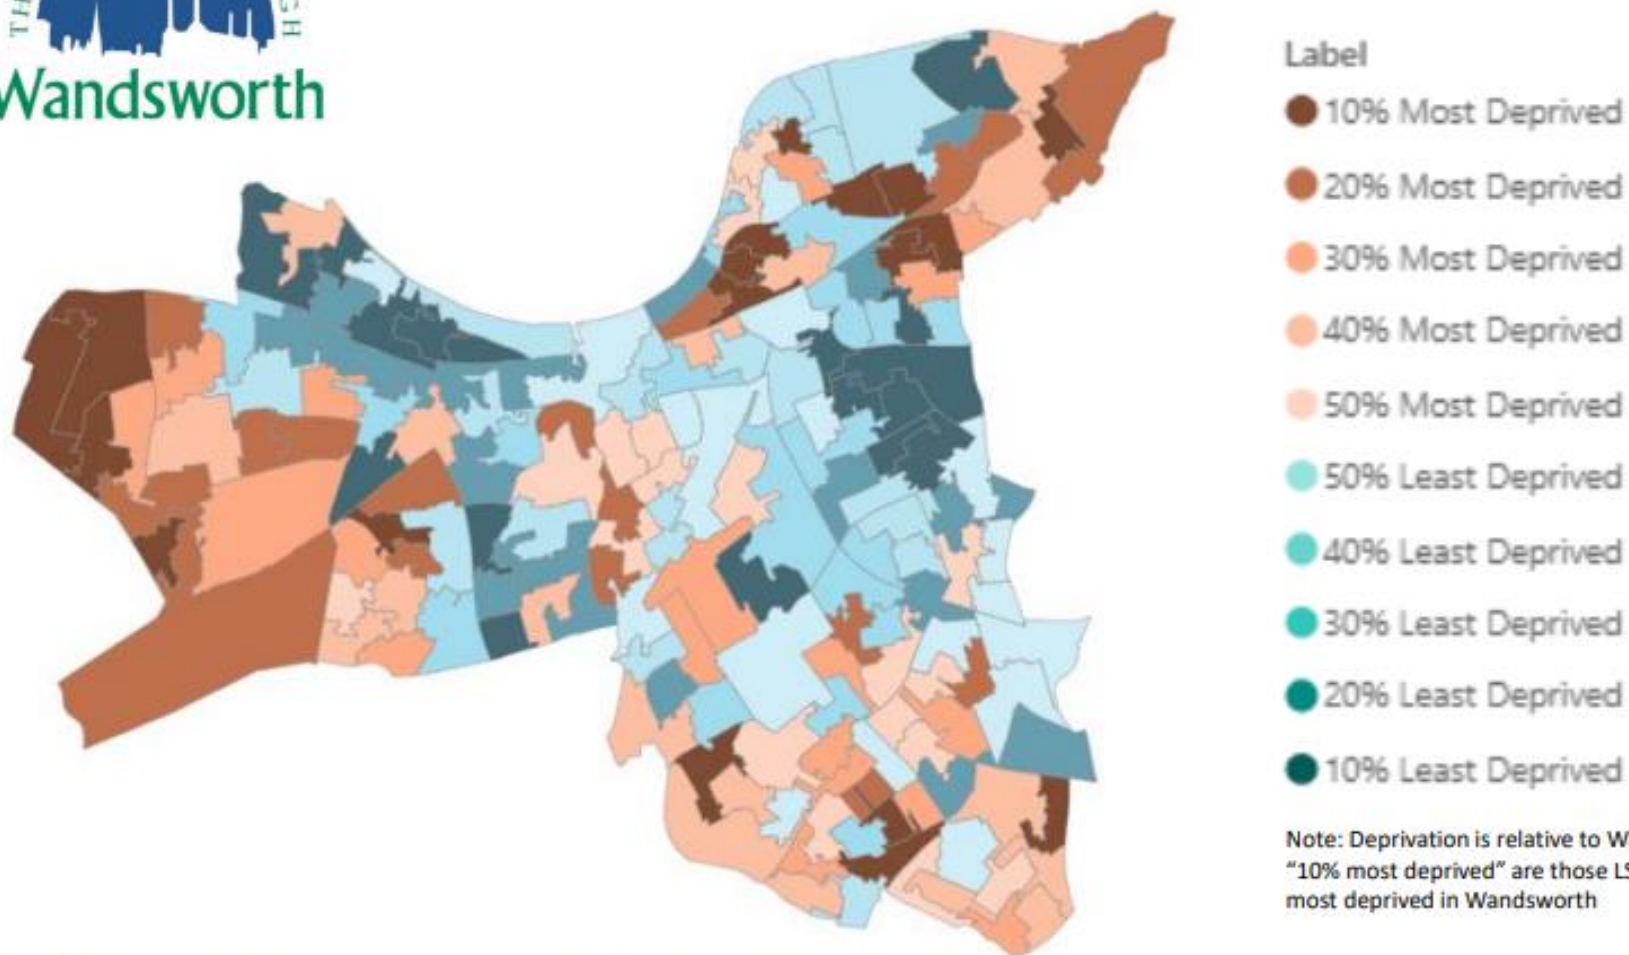 TH
GH
Wandsworth
Label
10% Most Deprived
20% Most Deprived
30% Most Deprived
40% Most Deprived
50% Most Deprived
50% Least Deprived
40% Least Deprived
30% Least Deprived
20% Least Deprived
10% Least Deprived
Note: Deprivation is relative to W
"10% most deprived" are those LS
most deprived in Wandsworth